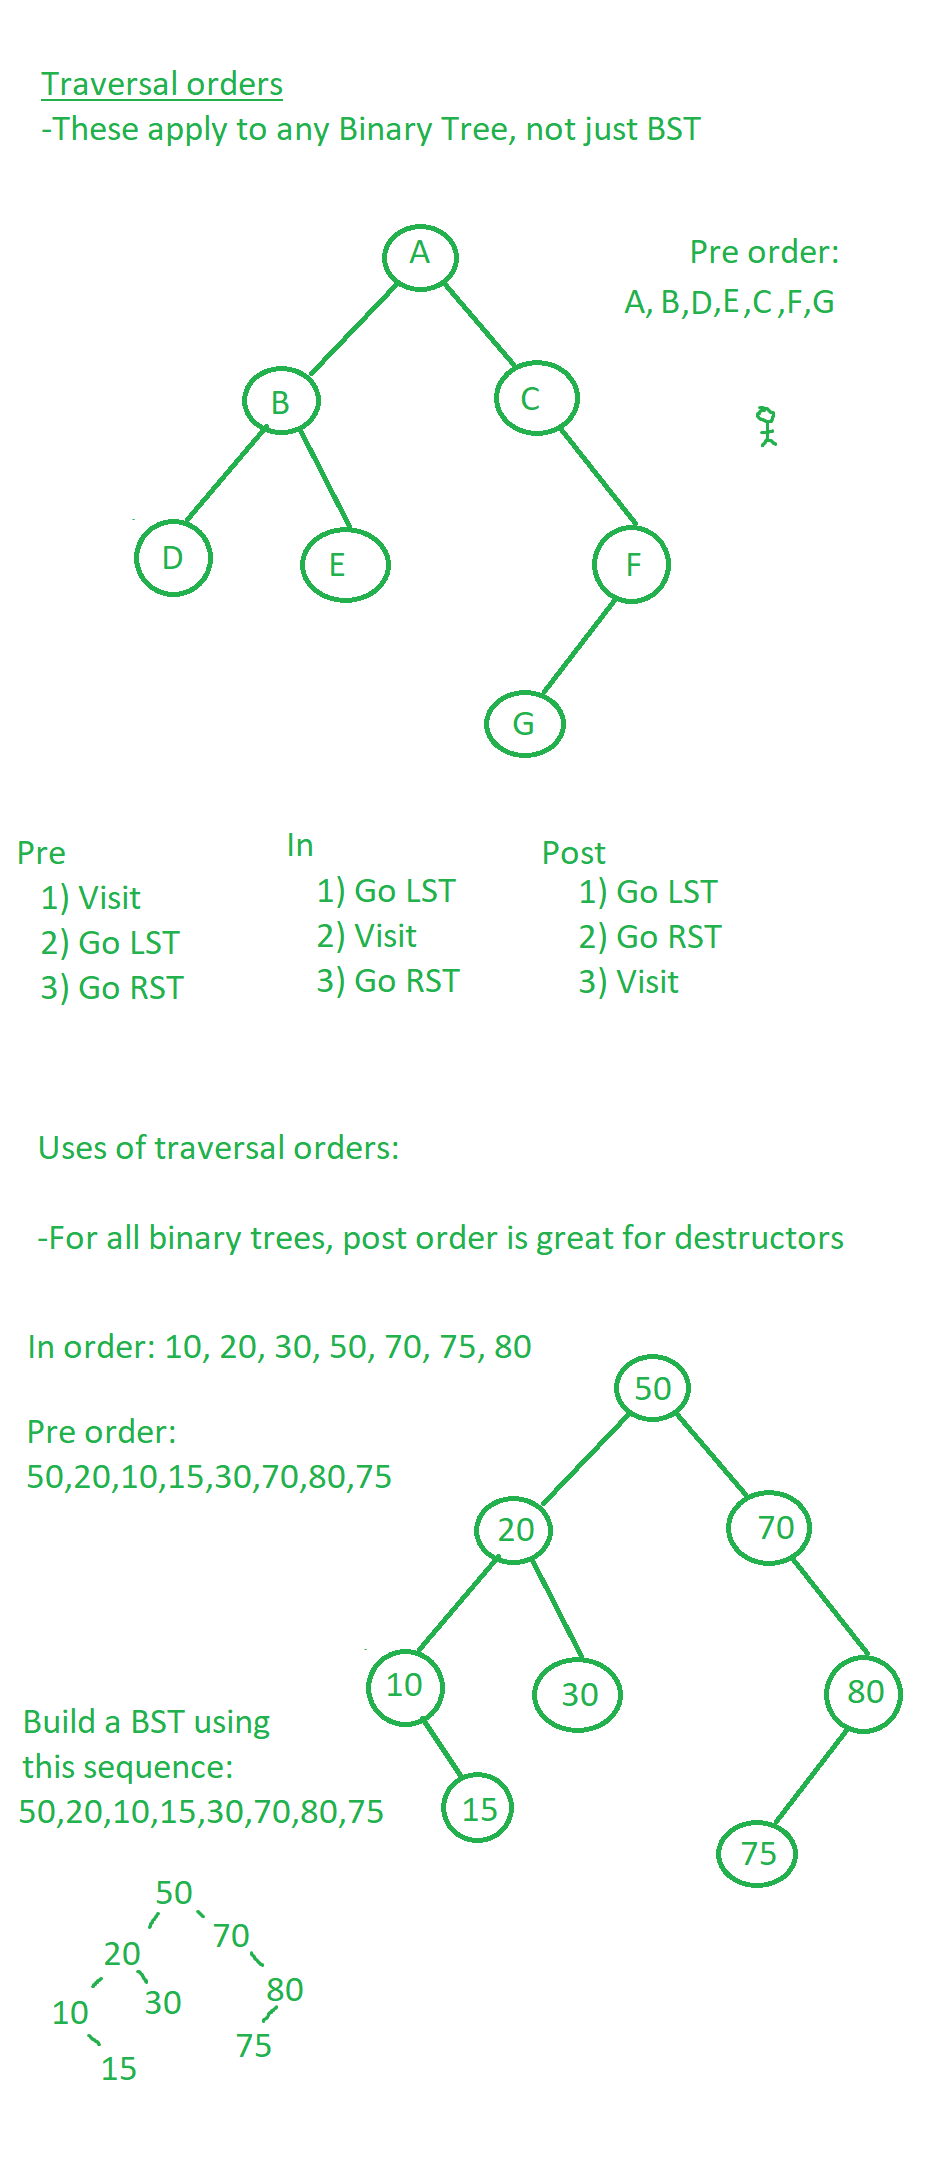 Traversal orders
-These apply to any Binary Tree, not just BST
A
Pre order:
A, B,D,E,C ,F,G
B
C
D
E
F
G
Pre
1) Visit
2) Go LST
3) Go RST
In
1) Go LST
2) Visit
3) Go RST
Post
1) Go LST
2) Go RST
3) Visit
Uses of traversal orders:
-For all binary trees, post order is great for destructors
In order: 10, 20, 30, 50, 70, 75, 80
Pre order:
50,20,10,15,30,70,80,75
50
20
70
10
30
80
15
75
Build a BST using
this sequence:
50,20,10,15,30,70,80,75
50
70
20
80
10
30
75
15